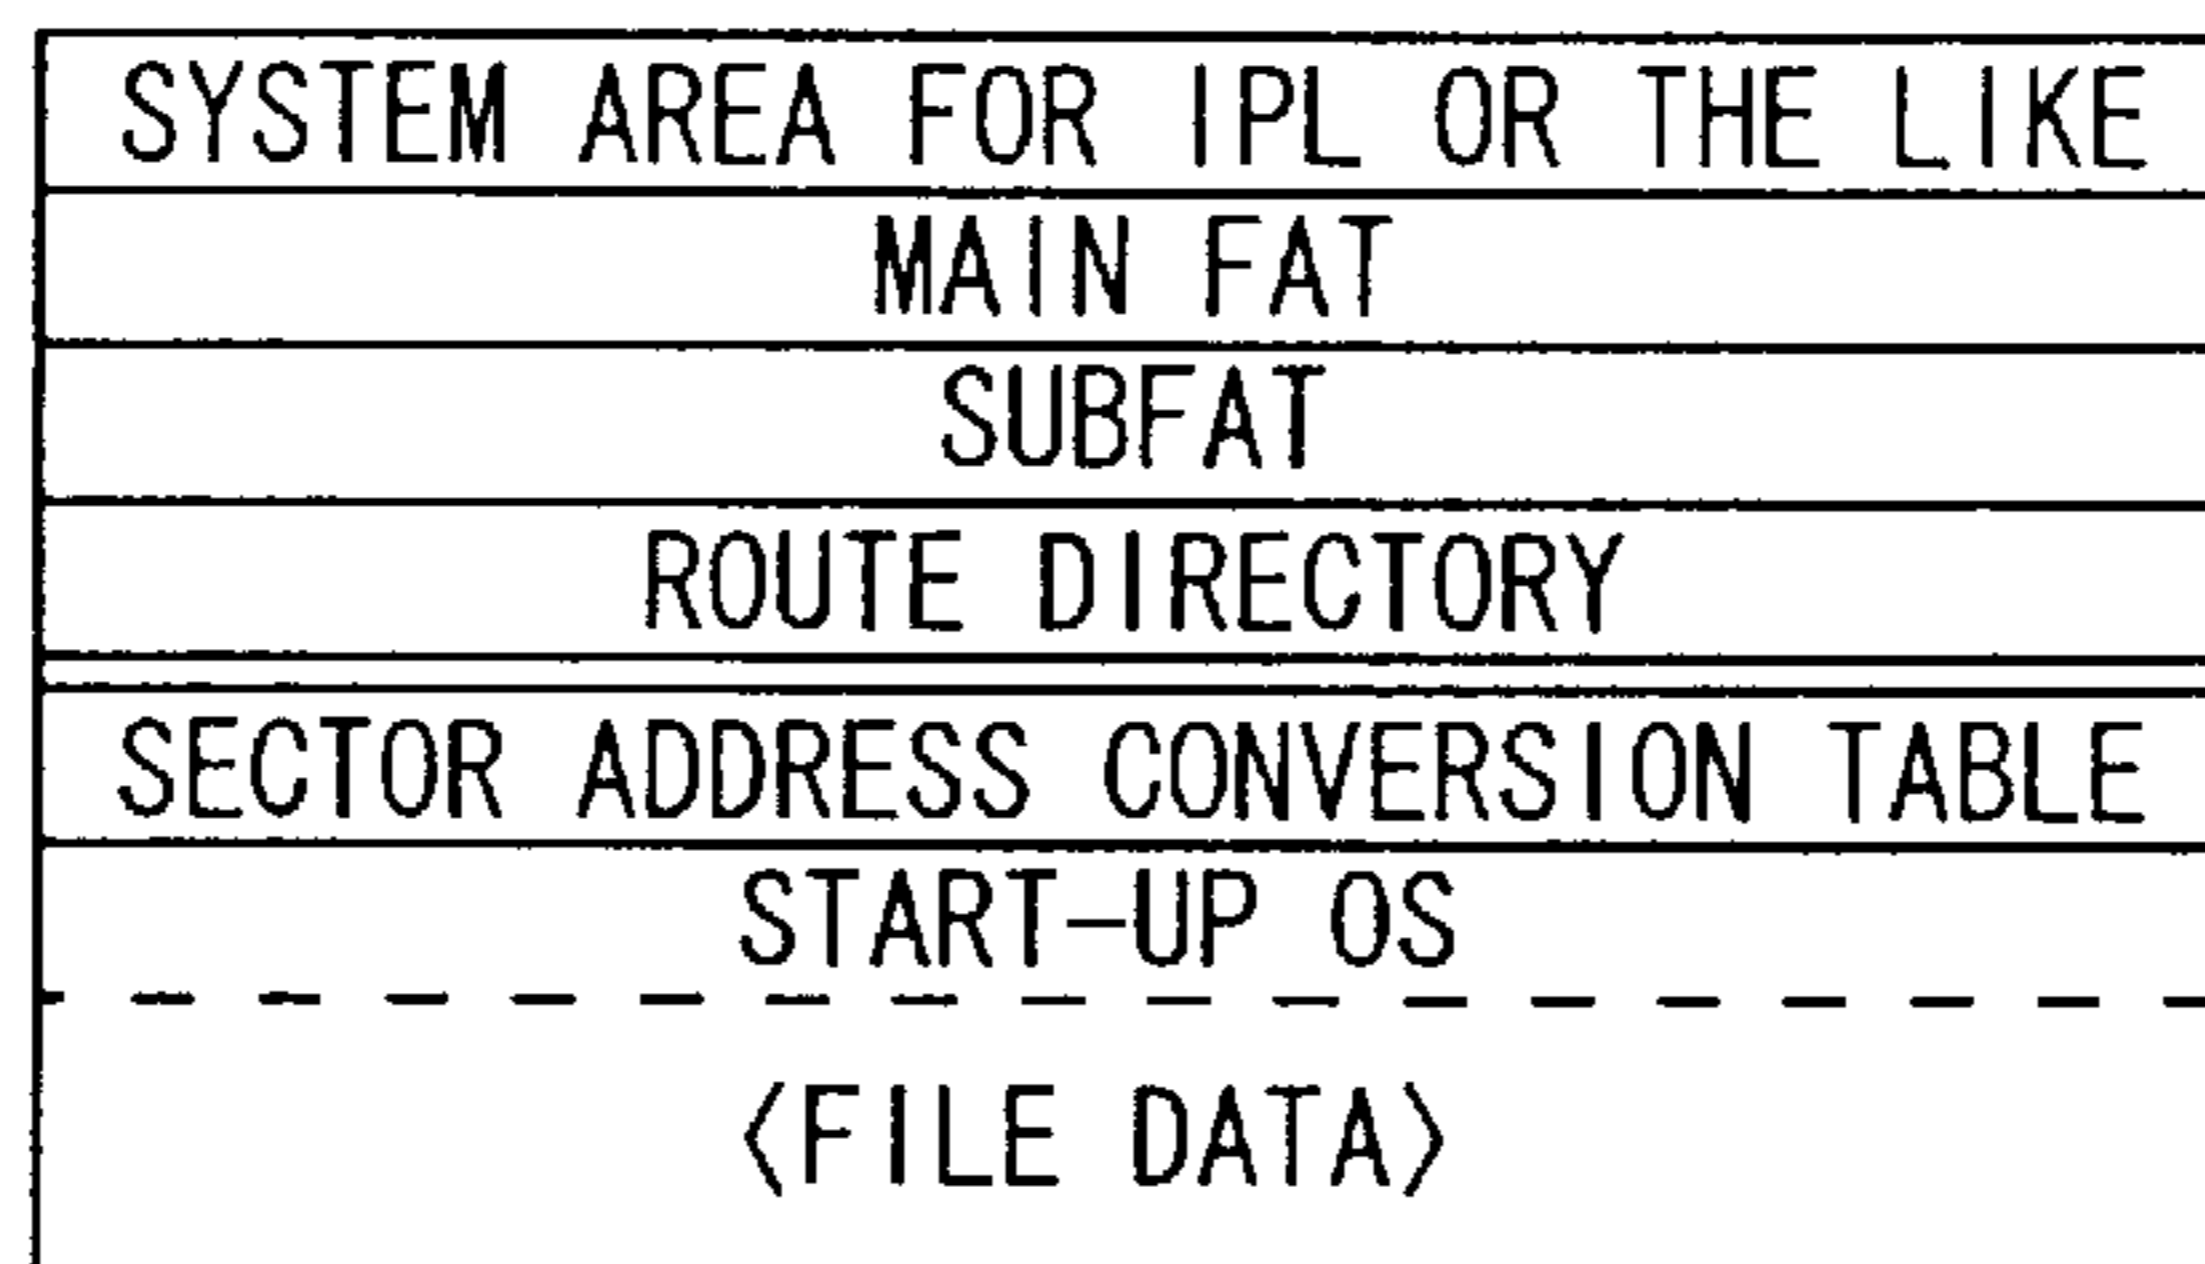 SYSTEM AREA FOR IPL OR THE LIKE
MAIN FAT
SUBFAT
ROUTE DIRECTORY
SECTOR ADDRESS CONVERSION TABLE
START-UP OS
〈FILE DATA〉